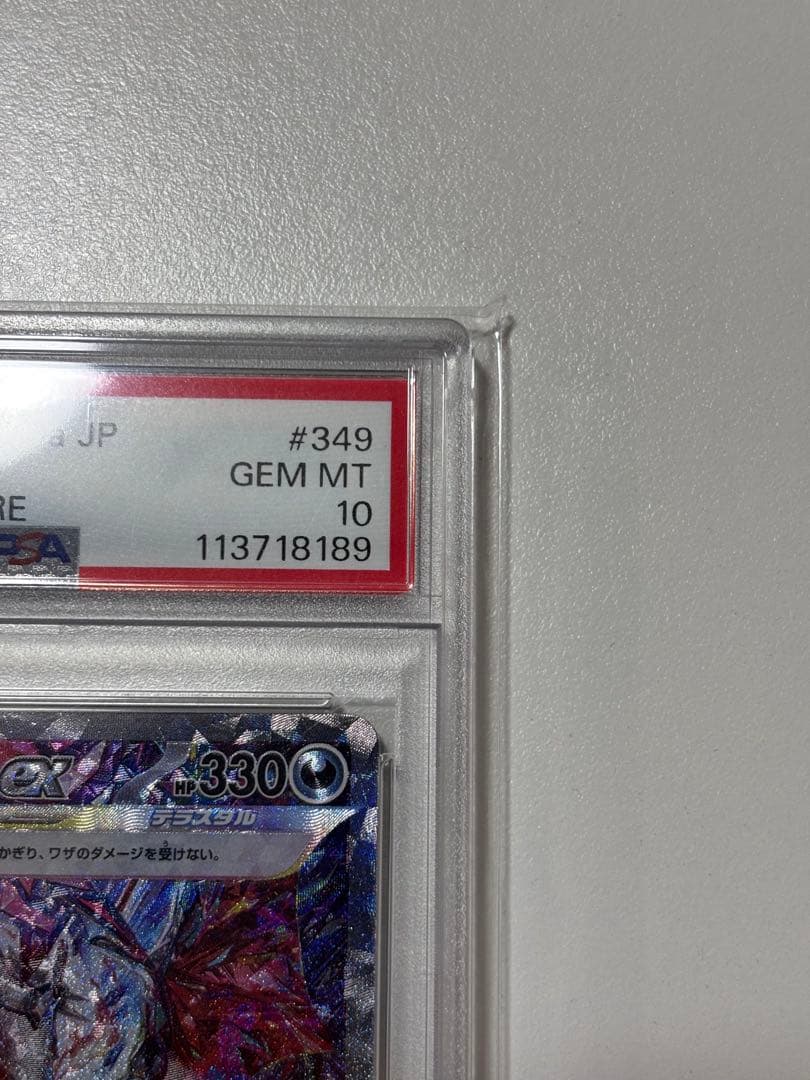 a JP
#349
GEM MT
RE
10
PSA
113718189
ex
HP330
テラスタル
かぎり、ワザのダメージを受けない。